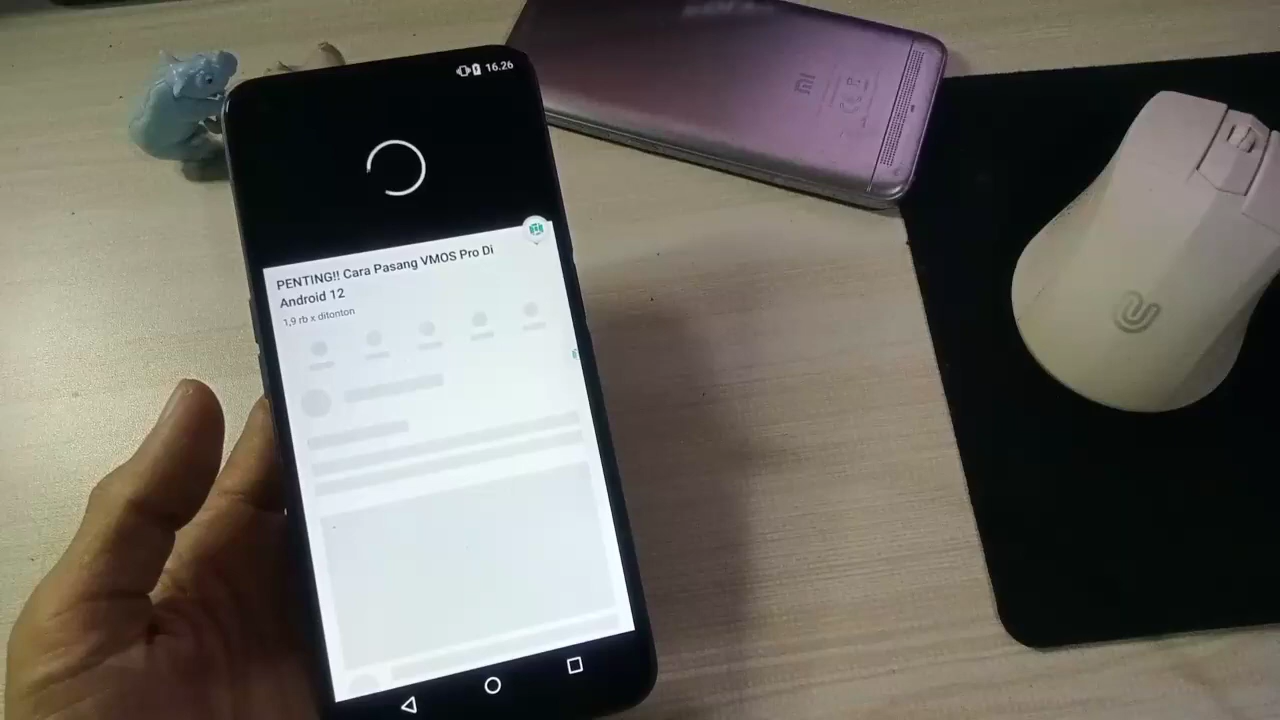 16.26
PENTING!! Cara Pasang VMOS Pro Di
Android 12
1,9 rb x ditonton
mi